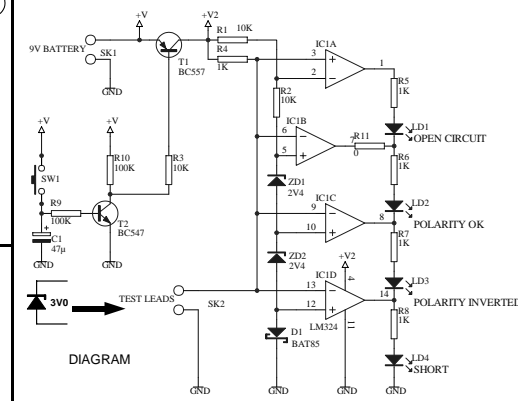 +V
+V2
R1
10K
9V BATTERY
SK1
T1
BC557
R4
1K
IC1A
3
1
2
R5
1K
GND
R2
10K
LD1
OPEN CIRCUIT
+V
+V
IC1B
6
7
R11
0
5
R6
1K
R10
100K
R3
10K
SW1
ZD1
2V4
LD2
POLARITY OK
R9
100K
IC1C
9
8
10
T2
BC547
C1
47µ
R7
1K
GND
GND
ZD2
2V4
+V2
IC1D
4
LD3
POLARITY INVERTED
3V0
TEST LEADS
SK2
13
14
12
R8
1K
LM324
11
D1
BAT85
DIAGRAM
LD4
SHORT
GND
GND
GND
GND